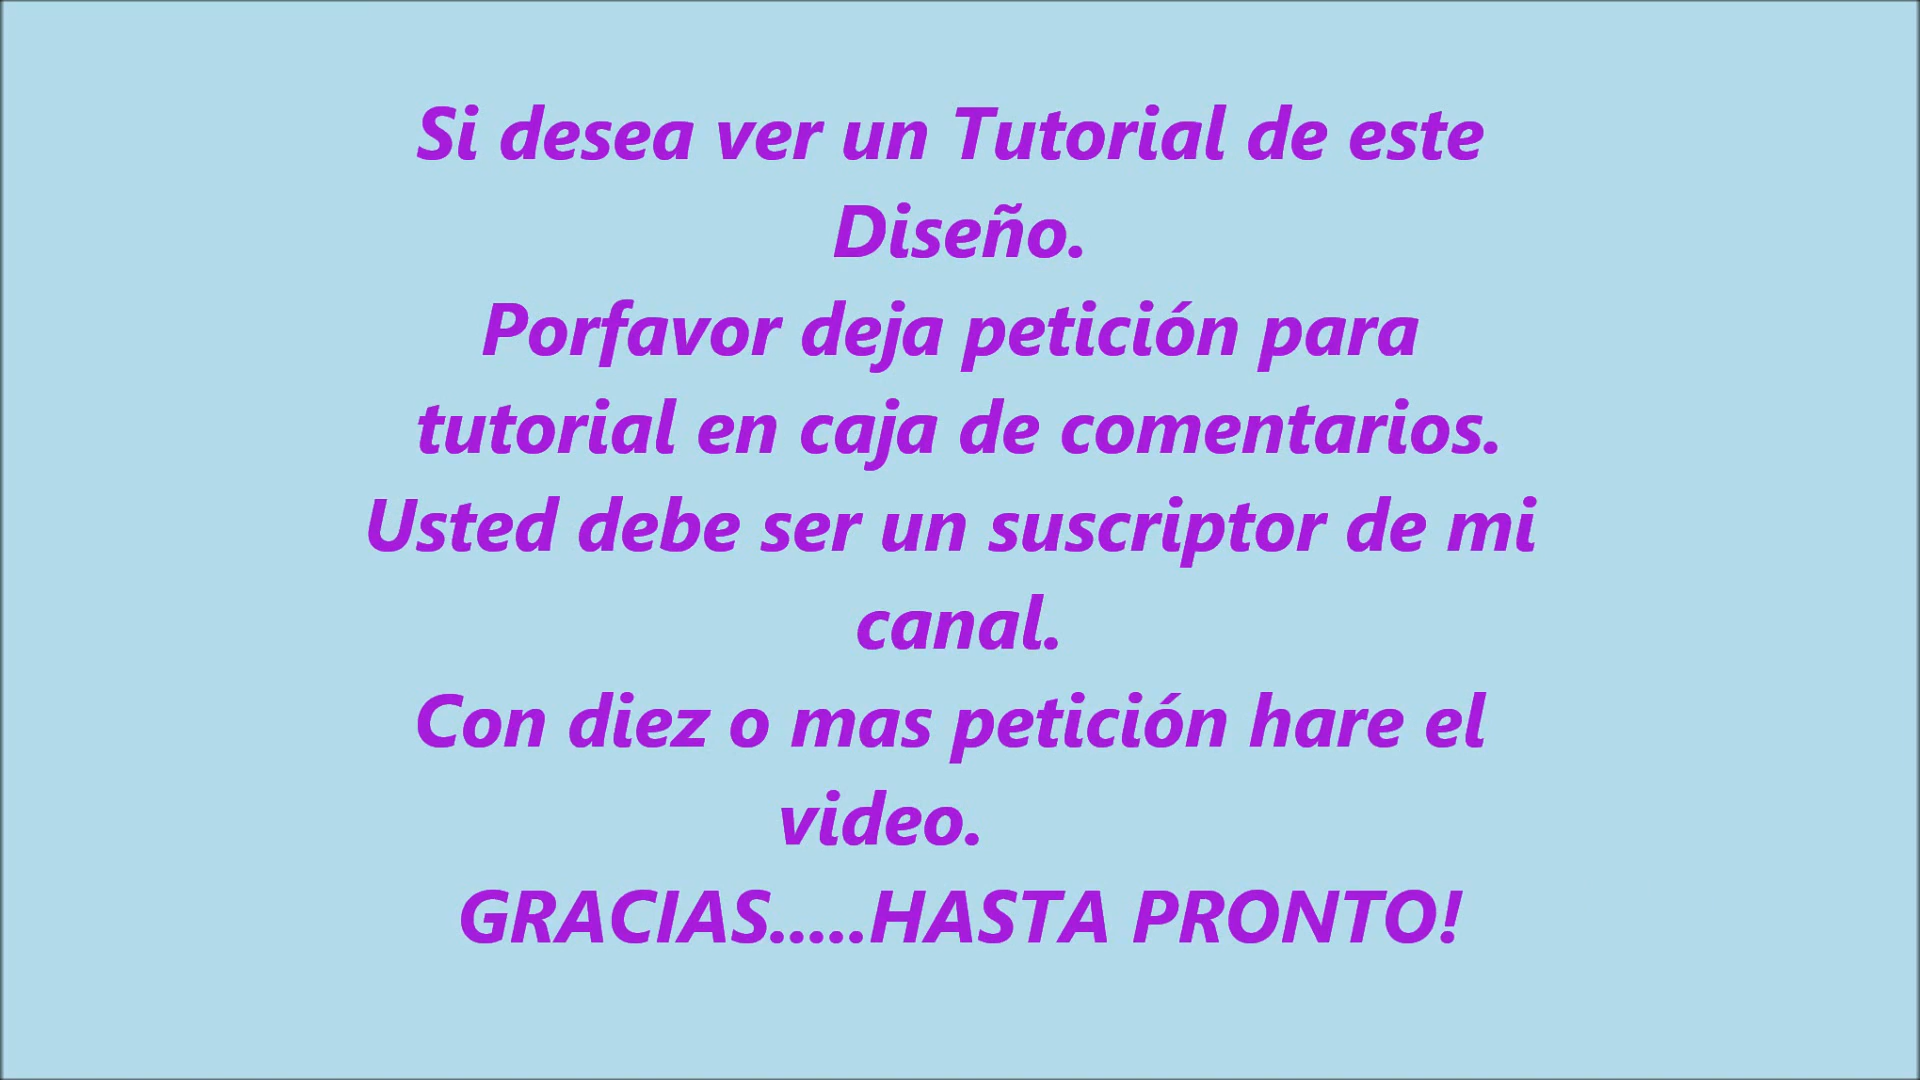 Si desea ver un Tutorial de este
Diseño.
Porfavor deja petición para
tutorial en caja de comentarios.
Usted debe ser un suscriptor de mi
canal.
Con diez o mas petición hare el
video.
GRACIAS.....HASTA PRONTO!